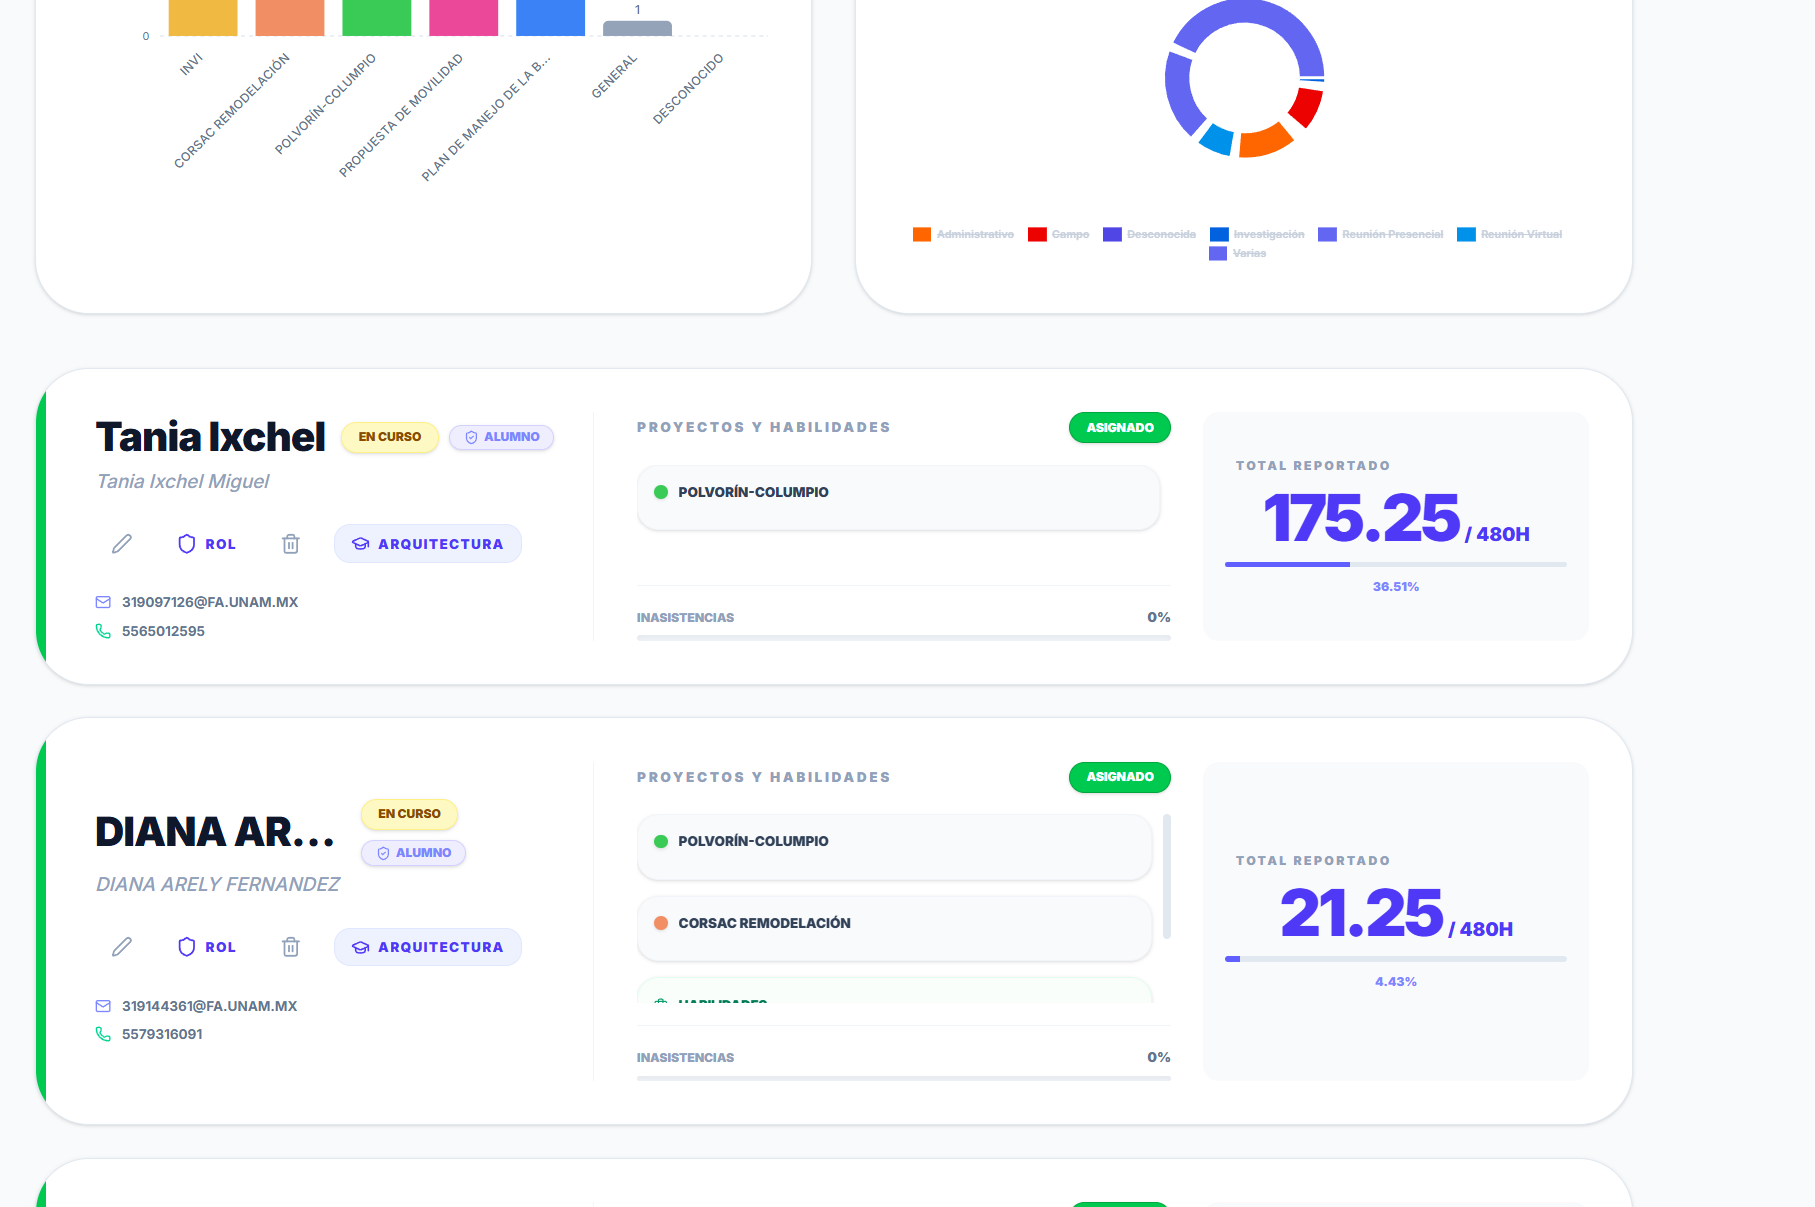 1
0
INVI
CORSAC REMODELACIÓN
POLVORÍN-COLUMPIO
PROPUESTA DE MOVILIDAD
PLAN DE MANEJO DE LA B...
GENERAL
DESCONOCIDO
Administrativo Campo Desconocida Investigación Reunión Presencial Reunión Virtual
Varias
Tania Ixchel EN CURSO ALUMNO
Tania Ixchel Miguel
ROL ARQUITECTURA
319097126@FA.UNAM.MX
5565012595
PROYECTOS Y HABILIDADES ASIGNADO
POLVORÍN-COLUMPIO
INASISTENCIAS 0%
TOTAL REPORTADO
175.25 / 480H
36.51%
DIANA AR... EN CURSO
ALUMNO
DIANA ARELY FERNANDEZ
ROL ARQUITECTURA
319144361@FA.UNAM.MX
5579316091
PROYECTOS Y HABILIDADES ASIGNADO
POLVORÍN-COLUMPIO
CORSAC REMODELACIÓN
HABILIDADES
INASISTENCIAS 0%
TOTAL REPORTADO
21.25 / 480H
4.43%